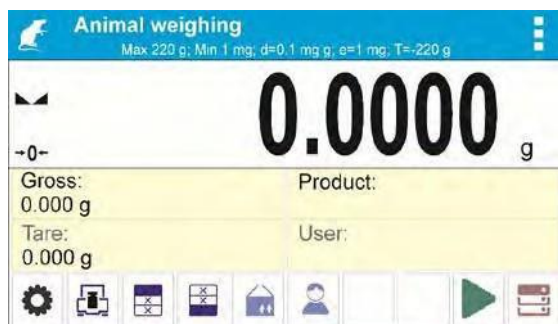 Animal weighing
Max 220 g; Min 1 mg; d=0.1 mg g; e=1 mg; T=-220 g
0.0000 g
→0←
Gross:
0.000 g
Product:
Tare:
0.000 g
User: